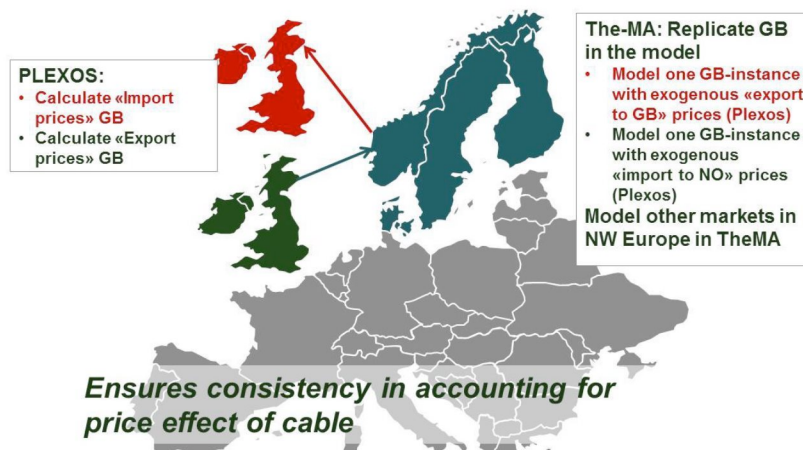 PLEXOS:
• Calculate «Import
prices» GB
• Calculate «Export
prices» GB
The-MA: Replicate GB
in the model
• Model one GB-instance
with exogenous «export
to GB» prices (Plexos)
• Model one GB-instance
with exogenous
«import to NO» prices
(Plexos)
Model other markets in
NW Europe in TheMA
Ensures consistency in accounting for
price effect of cable